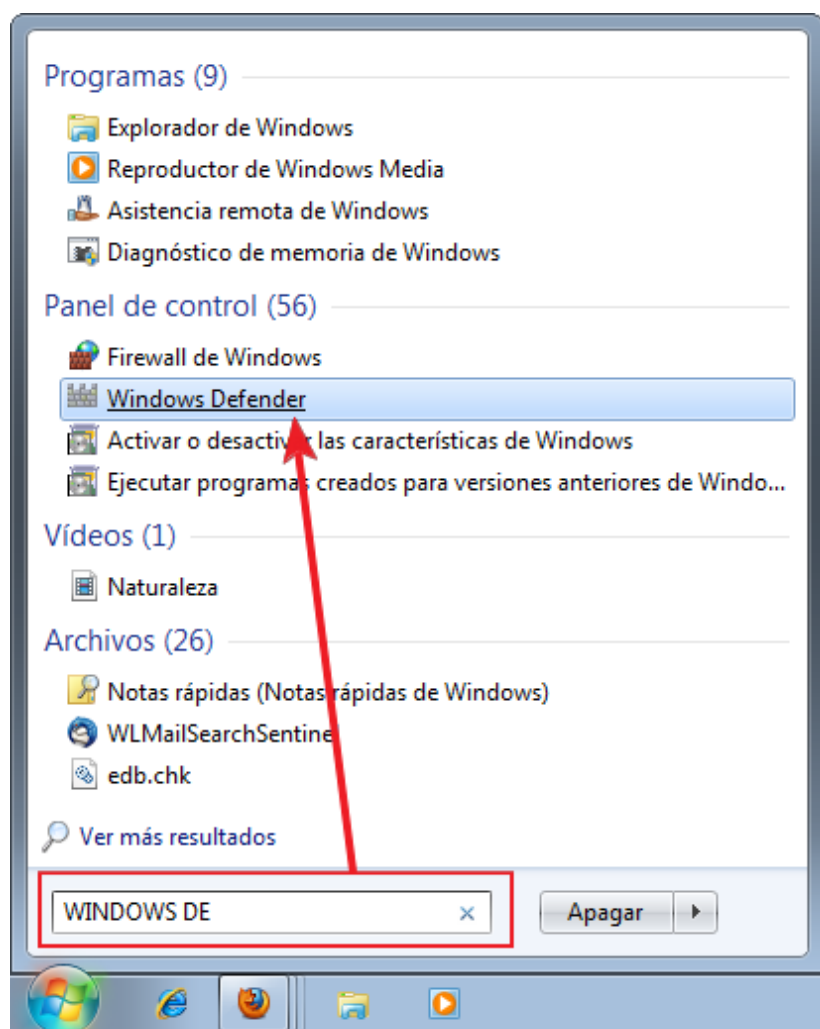 Programas (9)
Explorador de Windows
Reproductor de Windows Media
Asistencia remota de Windows
Diagnóstico de memoria de Windows
Panel de control (56)
Firewall de Windows
Windows Defender
Activar o desactivar las características de Windows
Ejecutar programas creados para versiones anteriores de Windo...
Vídeos (1)
Naturaleza
Archivos (26)
Notas rápidas (Notas rápidas de Windows)
WLMailSearchSentinel
edb.chk
Ver más resultados
WINDOWS DE
Apagar